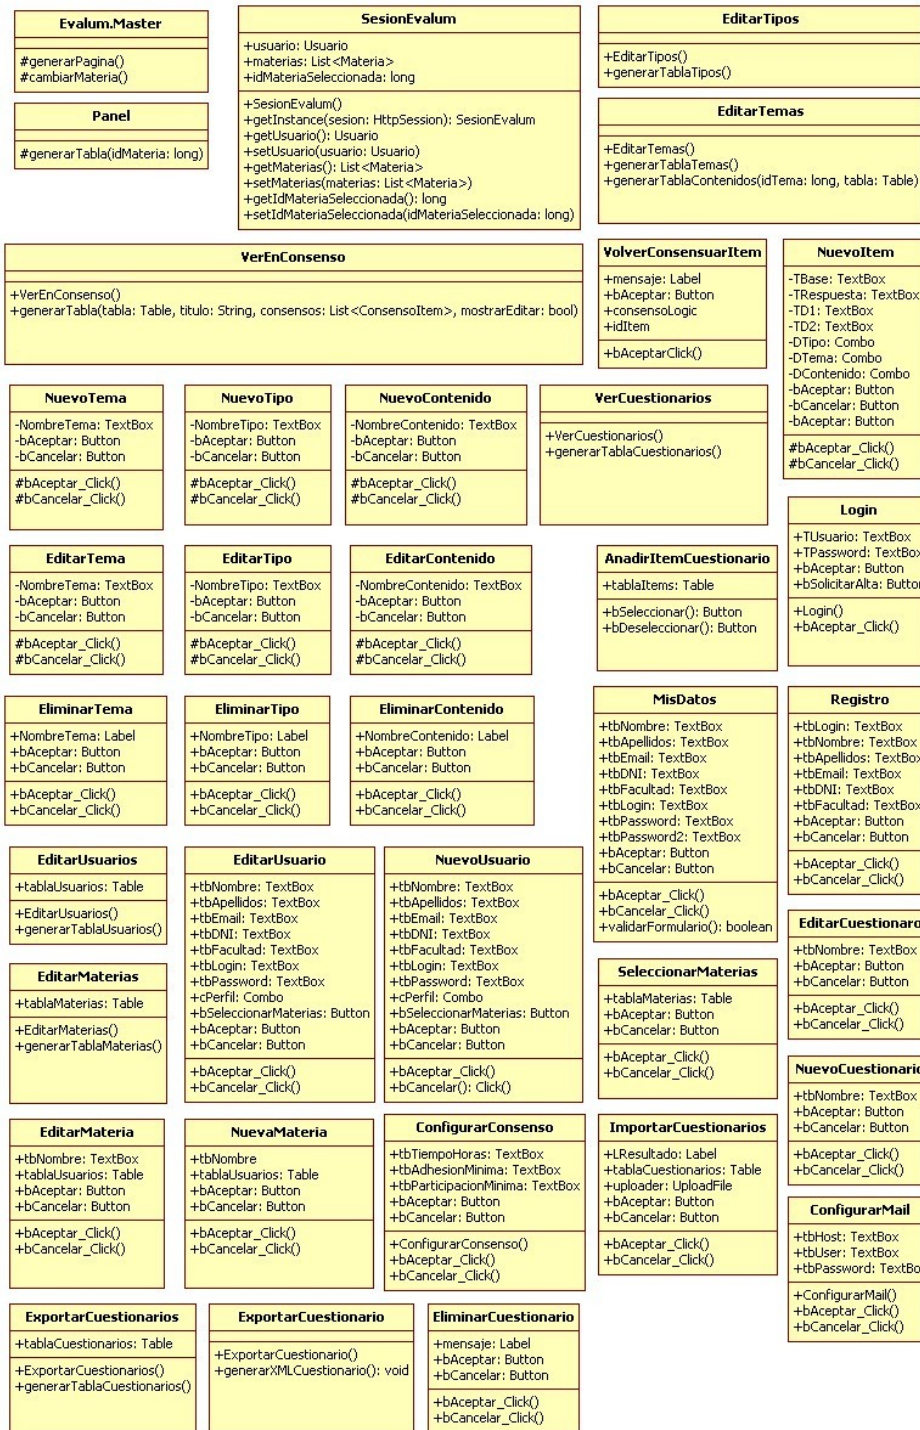 Evalum.Master
#generarPagina()
#cambiarMateria()
Panel
#generarTabla(idMateria: long)
SesionEvalum
+usuario: Usuario
+materias: List<Materia>
+idMateriaSeleccionada: long
+SesionEvalum()
+getInstance(sesion: HttpSession): SesionEvalum
+getUsuario(): Usuario
+setUsuario(usuario: Usuario)
+getMaterias(): List<Materia>
+setMaterias(materias: List<Materia>)
+getIdMateriaSeleccionada(): long
+setIdMateriaSeleccionada(idMateriaSeleccionada: long)
EditarTipos
+EditarTipos()
+generarTablaTipos()
EditarTemas
+EditarTemas()
+generarTablaTemas()
+generarTablaContenidos(idTema: long, tabla: Table)
VerEnConsenso
+VerEnConsenso()
+generarTabla(tabla: Table, titulo: String, consensos: List<ConsensoItem>, mostrarEditar: bool)
VolverConsensuarItem
+mensaje: Label
+bAceptar: Button
+consensoLogic
+idItem
+bAceptarClick()
NuevoItem
-TBase: TextBox
-TRespuesta: TextBox
-TD1: TextBox
-TD2: TextBox
-DTipo: Combo
-DTema: Combo
-DContenido: Combo
-bAceptar: Button
-bCancelar: Button
-bAceptar: Button
#bAceptar_Click()
#bCancelar_Click()
NuevoTema
-NombreTema: TextBox
-bAceptar: Button
-bCancelar: Button
#bAceptar_Click()
#bCancelar_Click()
NuevoTipo
-NombreTipo: TextBox
-bAceptar: Button
-bCancelar: Button
#bAceptar_Click()
#bCancelar_Click()
NuevoContenido
-NombreContenido: TextBox
-bAceptar: Button
-bCancelar: Button
#bAceptar_Click()
#bCancelar_Click()
VerCuestionarios
+VerCuestionarios()
+generarTablaCuestionarios()
Login
+TUsuario: TextBox
+TPassword: TextBo
+bAceptar: Button
+bSolicitarAlta: Butto
+Login()
+bAceptar_Click()
EditarTema
-NombreTema: TextBox
-bAceptar: Button
-bCancelar: Button
#bAceptar_Click()
#bCancelar_Click()
EditarTipo
-NombreTipo: TextBox
-bAceptar: Button
-bCancelar: Button
#bAceptar_Click()
#bCancelar_Click()
EditarContenido
-NombreContenido: TextBox
-bAceptar: Button
-bCancelar: Button
#bAceptar_Click()
#bCancelar_Click()
AnadirItemCuestionario
+tablaItems: Table
+bSeleccionar(): Button
+bDeseleccionar(): Button
EliminarTema
+NombreTema: Label
+bAceptar: Button
+bCancelar: Button
+bAceptar_Click()
+bCancelar_Click()
EliminarTipo
+NombreTipo: Label
+bAceptar: Button
+bCancelar: Button
+bAceptar_Click()
+bCancelar_Click()
EliminarContenido
+NombreContenido: Label
+bAceptar: Button
+bCancelar: Button
+bAceptar_Click()
+bCancelar_Click()
MisDatos
+tbNombre: TextBox
+tbApellidos: TextBox
+tbEmail: TextBox
+tbDNI: TextBox
+tbFacultad: TextBox
+tbLogin: TextBox
+tbPassword: TextBox
+tbPassword2: TextBox
+bAceptar: Button
+bCancelar: Button
+bAceptar_Click()
+bCancelar_Click()
+validarFormulario(): boolean
Registro
+tbLogin: TextBox
+tbNombre: TextBox
+tbApellidos: TextBox
+tbEmail: TextBox
+tbDNI: TextBox
+tbFacultad: TextBox
+bAceptar: Button
+bCancelar: Button
+bAceptar_Click()
+bCancelar_Click()
EditarUsuarios
+tablaUsuarios: Table
+EditarUsuarios()
+generarTablaUsuarios()
EditarUsuario
+tbNombre: TextBox
+tbApellidos: TextBox
+tbEmail: TextBox
+tbDNI: TextBox
+tbFacultad: TextBox
+tbLogin: TextBox
+tbPassword: TextBox
+cPerfil: Combo
+bSeleccionarMaterias: Button
+bAceptar: Button
+bCancelar: Button
+bAceptar_Click()
+bCancelar_Click()
NuevoUsuario
+tbNombre: TextBox
+tbApellidos: TextBox
+tbEmail: TextBox
+tbDNI: TextBox
+tbFacultad: TextBox
+tbLogin: TextBox
+tbPassword: TextBox
+cPerfil: Combo
+bSeleccionarMaterias: Button
+bAceptar: Button
+bCancelar: Button
+bAceptar_Click()
+bCancelar(): Click()
EditarCuestionaro
+tbNombre: TextBox
+bAceptar: Button
+bCancelar: Button
+bAceptar_Click()
+bCancelar_Click()
EditarMaterias
+tablaMaterias: Table
+EditarMaterias()
+generarTablaMaterias()
SeleccionarMaterias
+tablaMaterias: Table
+bAceptar: Button
+bCancelar: Button
+bAceptar_Click()
+bCancelar_Click()
NuevoCuestionario
+tbNombre: TextBox
+bAceptar: Button
+bCancelar: Button
+bAceptar_Click()
+bCancelar_Click()
EditarMateria
+tbNombre: TextBox
+tablaUsuarios: Table
+bAceptar: Button
+bCancelar: Button
+bAceptar_Click()
+bCancelar_Click()
NuevaMateria
+tbNombre
+tablaUsuarios: Table
+bAceptar: Button
+bCancelar: Button
+bAceptar_Click()
+bCancelar_Click()
ConfigurarConsenso
+tbTiempoHoras: TextBox
+tbAdhesionMinima: TextBox
+tbParticipacionMinima: TextBox
+bAceptar: Button
+bCancelar: Button
+ConfigurarConsenso()
+bAceptar_Click()
+bCancelar_Click()
ImportarCuestionarios
+LResultado: Label
+tablaCuestionarios: Table
+uploader: UploadFile
+bAceptar: Button
+bCancelar: Button
+bAceptar_Click()
+bCancelar_Click()
ConfigurarMail
+tbHost: TextBox
+tbUser: TextBox
+tbPassword: TextBo
+ConfigurarMail()
+bAceptar_Click()
+bCancelar_Click()
ExportarCuestionarios
+tablaCuestionarios: Table
+ExportarCuestionarios()
+generarTablaCuestionarios()
ExportarCuestionario
+ExportarCuestionario()
+generarXMLCuestionario(): void
EliminarCuestionario
+mensaje: Label
+bAceptar: Button
+bCancelar: Button
+bAceptar_Click()
+bCancelar_Click()